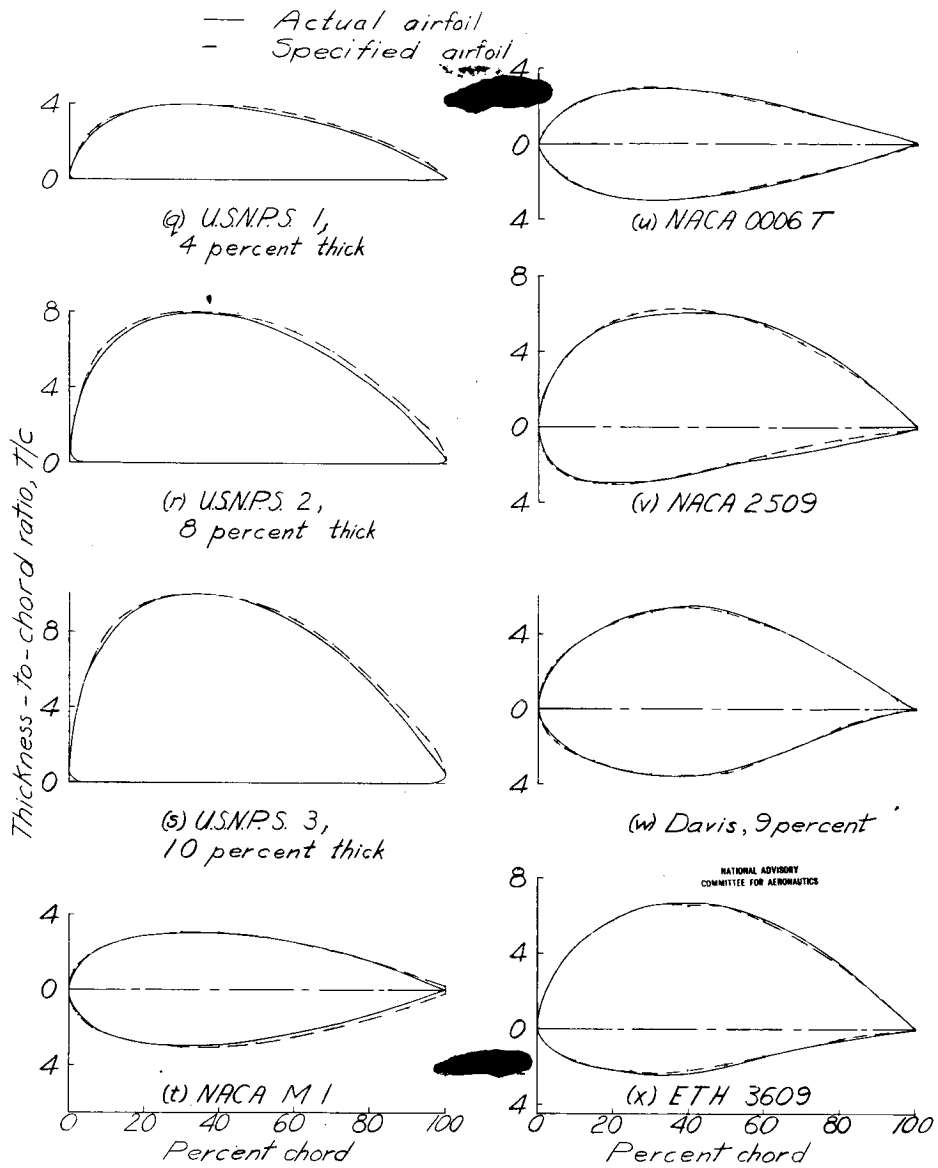 — Actual airfoil
- Specified airfoil
Thickness-to-chord ratio, T/c
4
0
(q) U.S.N.P.S. 1,
4 percent thick
8
4
0
(r) U.S.N.P.S. 2,
8 percent thick
8
4
0
(s) U.S.N.P.S. 3,
10 percent thick
4
0
4
(t) NACA M 1
0 20 40 60 80 100
Percent chord
4
0
4
(u) NACA 0006 T
8
4
0
4
(v) NACA 2509
4
0
4
(w) Davis, 9 percent
NATIONAL ADVISORY
COMMITTEE FOR AERONAUTICS
8
4
0
4
(x) ETH 3609
0 20 40 60 80 100
Percent chord